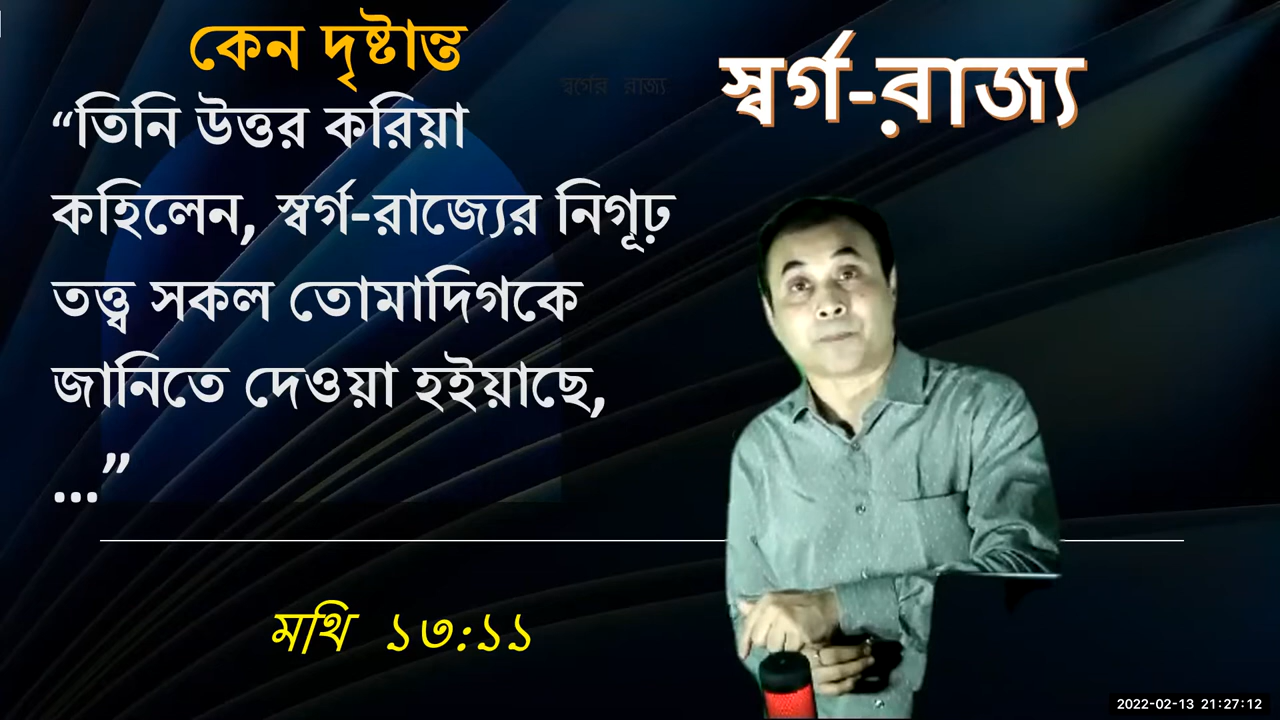 কেন দৃষ্টান্ত
স্বর্গ-রাজ্য
স্বর্গের রাজ্য
“তিনি উত্তর করিয়া
কহিলেন, স্বর্গ-রাজ্যের নিগূঢ়
তত্ত্ব সকল তোমাদিগকে
জানিতে দেওয়া হইয়াছে,
...”
মথি ১৩:১১
2022-02-13 21:27:12